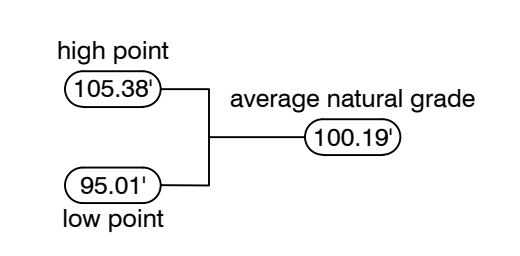 high point
105.38'
average natural grade
100.19'
95.01'
low point